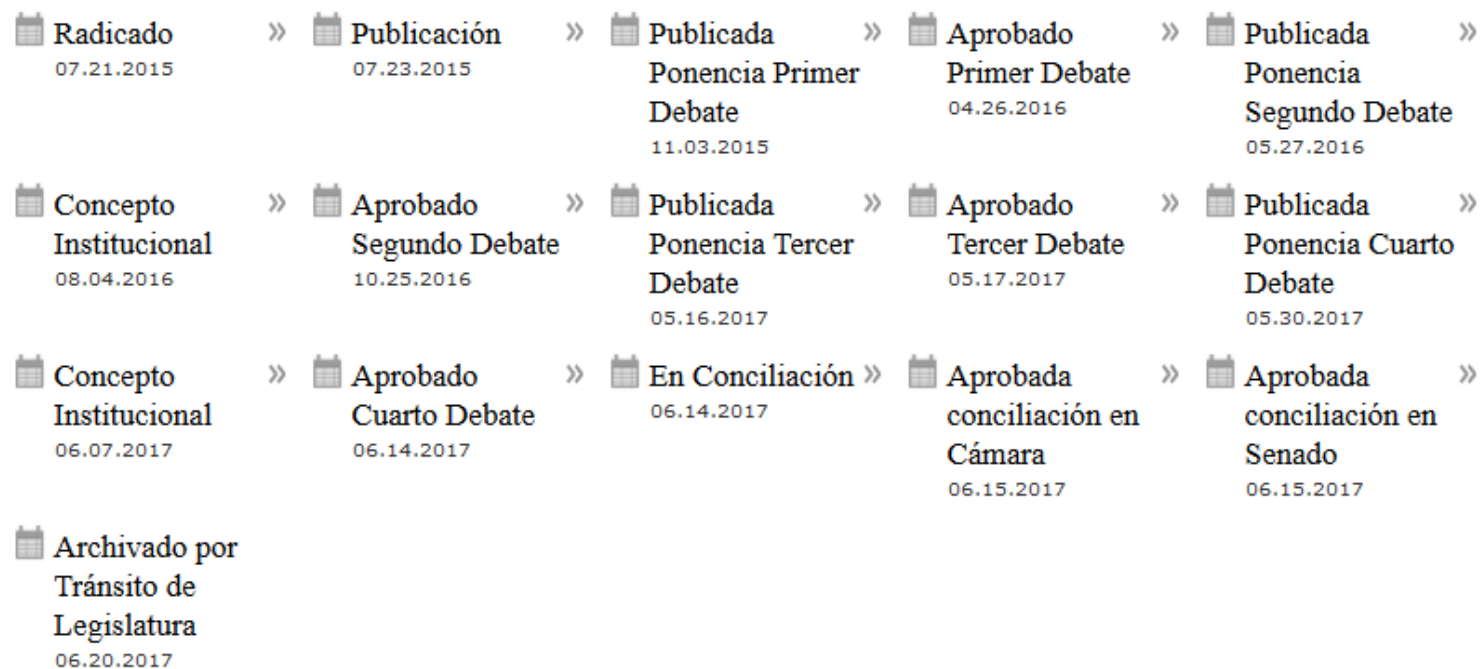 Radicado »
07.21.2015
Publicación »
07.23.2015
Publicada »
Ponencia Primer
Debate
11.03.2015
Aprobado »
Primer Debate
04.26.2016
Publicada »
Ponencia
Segundo Debate
05.27.2016
Concepto »
Institucional
08.04.2016
Aprobado »
Segundo Debate
10.25.2016
Publicada »
Ponencia Tercer
Debate
05.16.2017
Aprobado »
Tercer Debate
05.17.2017
Publicada »
Ponencia Cuarto
Debate
05.30.2017
Concepto »
Institucional
06.07.2017
Aprobado »
Cuarto Debate
06.14.2017
En Conciliación »
06.14.2017
Aprobada »
conciliación en
Cámara
06.15.2017
Aprobada »
conciliación en
Senado
06.15.2017
Archivado por
Tránsito de
Legislatura
06.20.2017